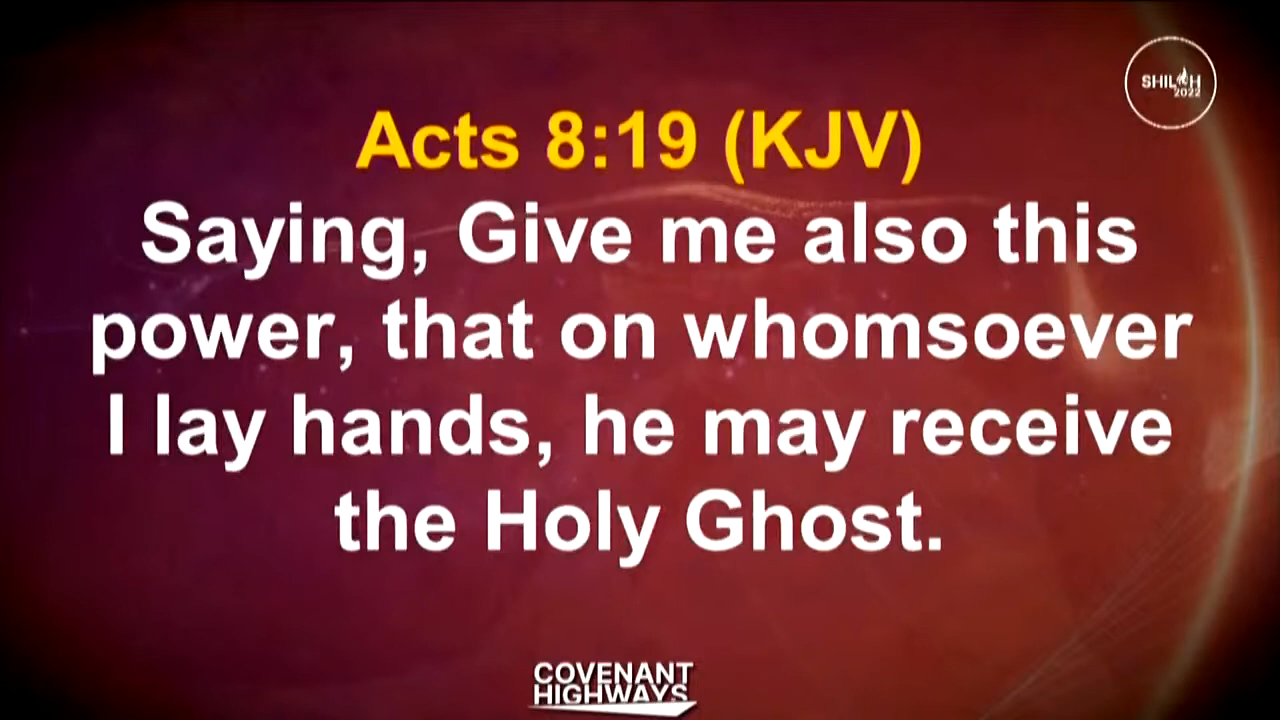 SHILOH
2022
Acts 8:19 (KJV)
Saying, Give me also this
power, that on whomsoever
I lay hands, he may receive
the Holy Ghost.
COVENANT
HIGHWAYS